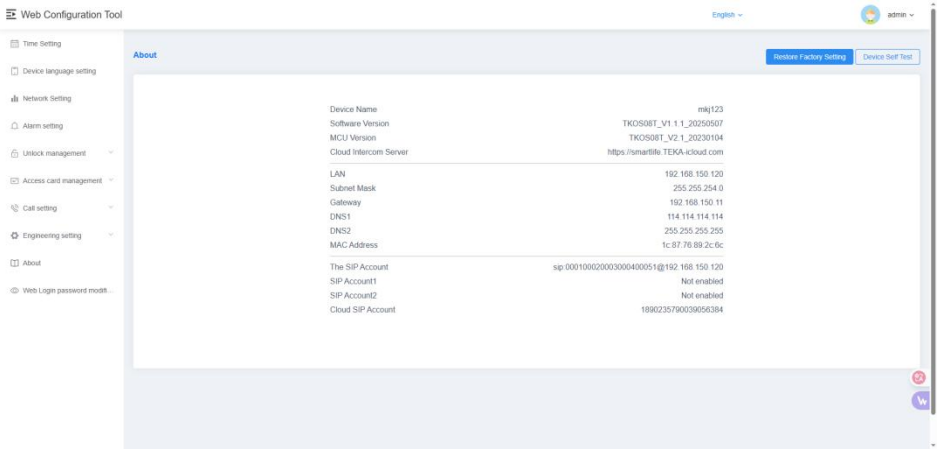 Web Configuration Tool
English
admin
Time Setting
Device language setting
Network Setting
Alarm setting
Unlock management
Access card management
Call setting
Engineering setting
About
Web Login password modifi...
About
Restore Factory Setting
Device Self Test
Device Name mkj123
Software Version TKOS08T_V1.1.1_20250507
MCU Version TKOS08T_V2.1_20230104
Cloud Intercom Server https://smartlife.TEKA-icloud.com
LAN 192.168.150.120
Subnet Mask 255.255.254.0
Gateway 192.168.150.11
DNS1 114.114.114.114
DNS2 255.255.255.255
MAC Address 1c:87:76:89:2c:6c
The SIP Account sip:000100020003000400051@192.168.150.120
SIP Account1 Not enabled
SIP Account2 Not enabled
Cloud SIP Account 1890235790039056384